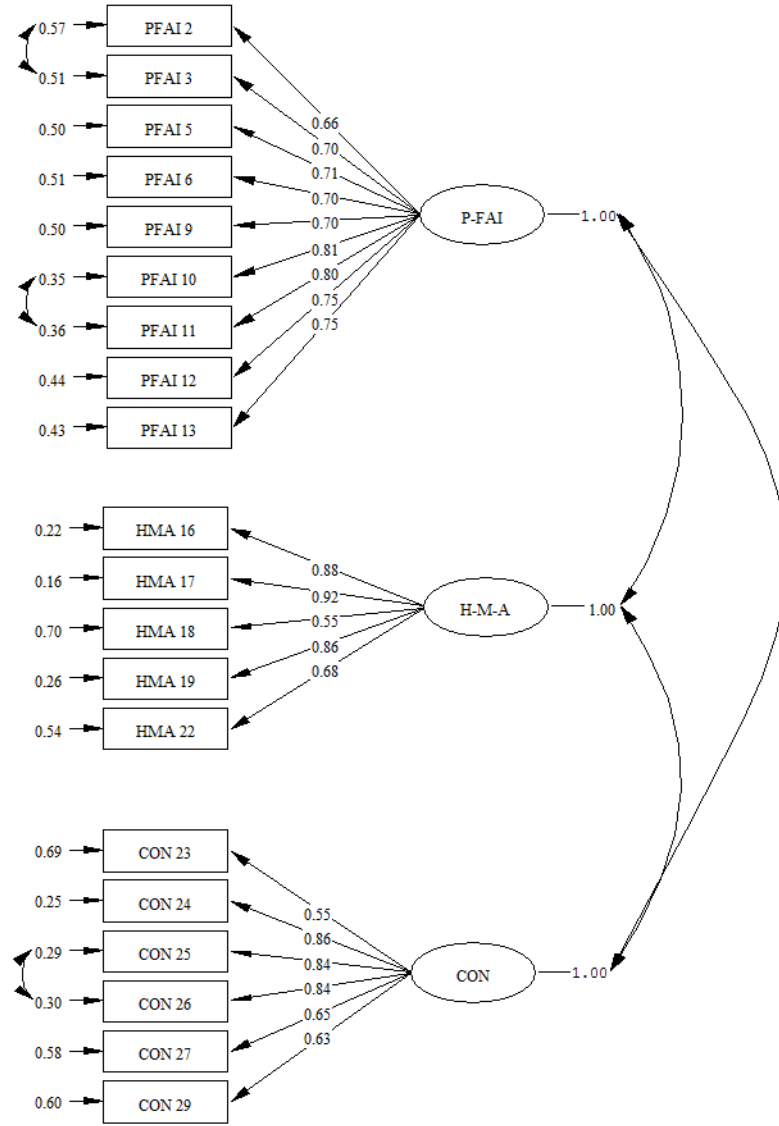 0.57 PFAI 2
0.51 PFAI 3
0.50 PFAI 5
0.51 PFAI 6
0.50 PFAI 9
0.35 PFAI 10
0.36 PFAI 11
0.44 PFAI 12
0.43 PFAI 13
0.66
0.70
0.71
0.70
0.70
0.81
0.80
0.75
0.75
P-FAI 1.00
0.22 HMA 16
0.16 HMA 17
0.70 HMA 18
0.26 HMA 19
0.54 HMA 22
0.88
0.92
0.55
0.86
0.68
H-M-A 1.00
0.69 CON 23
0.25 CON 24
0.29 CON 25
0.30 CON 26
0.58 CON 27
0.60 CON 29
0.55
0.86
0.84
0.84
0.65
0.63
CON 1.00